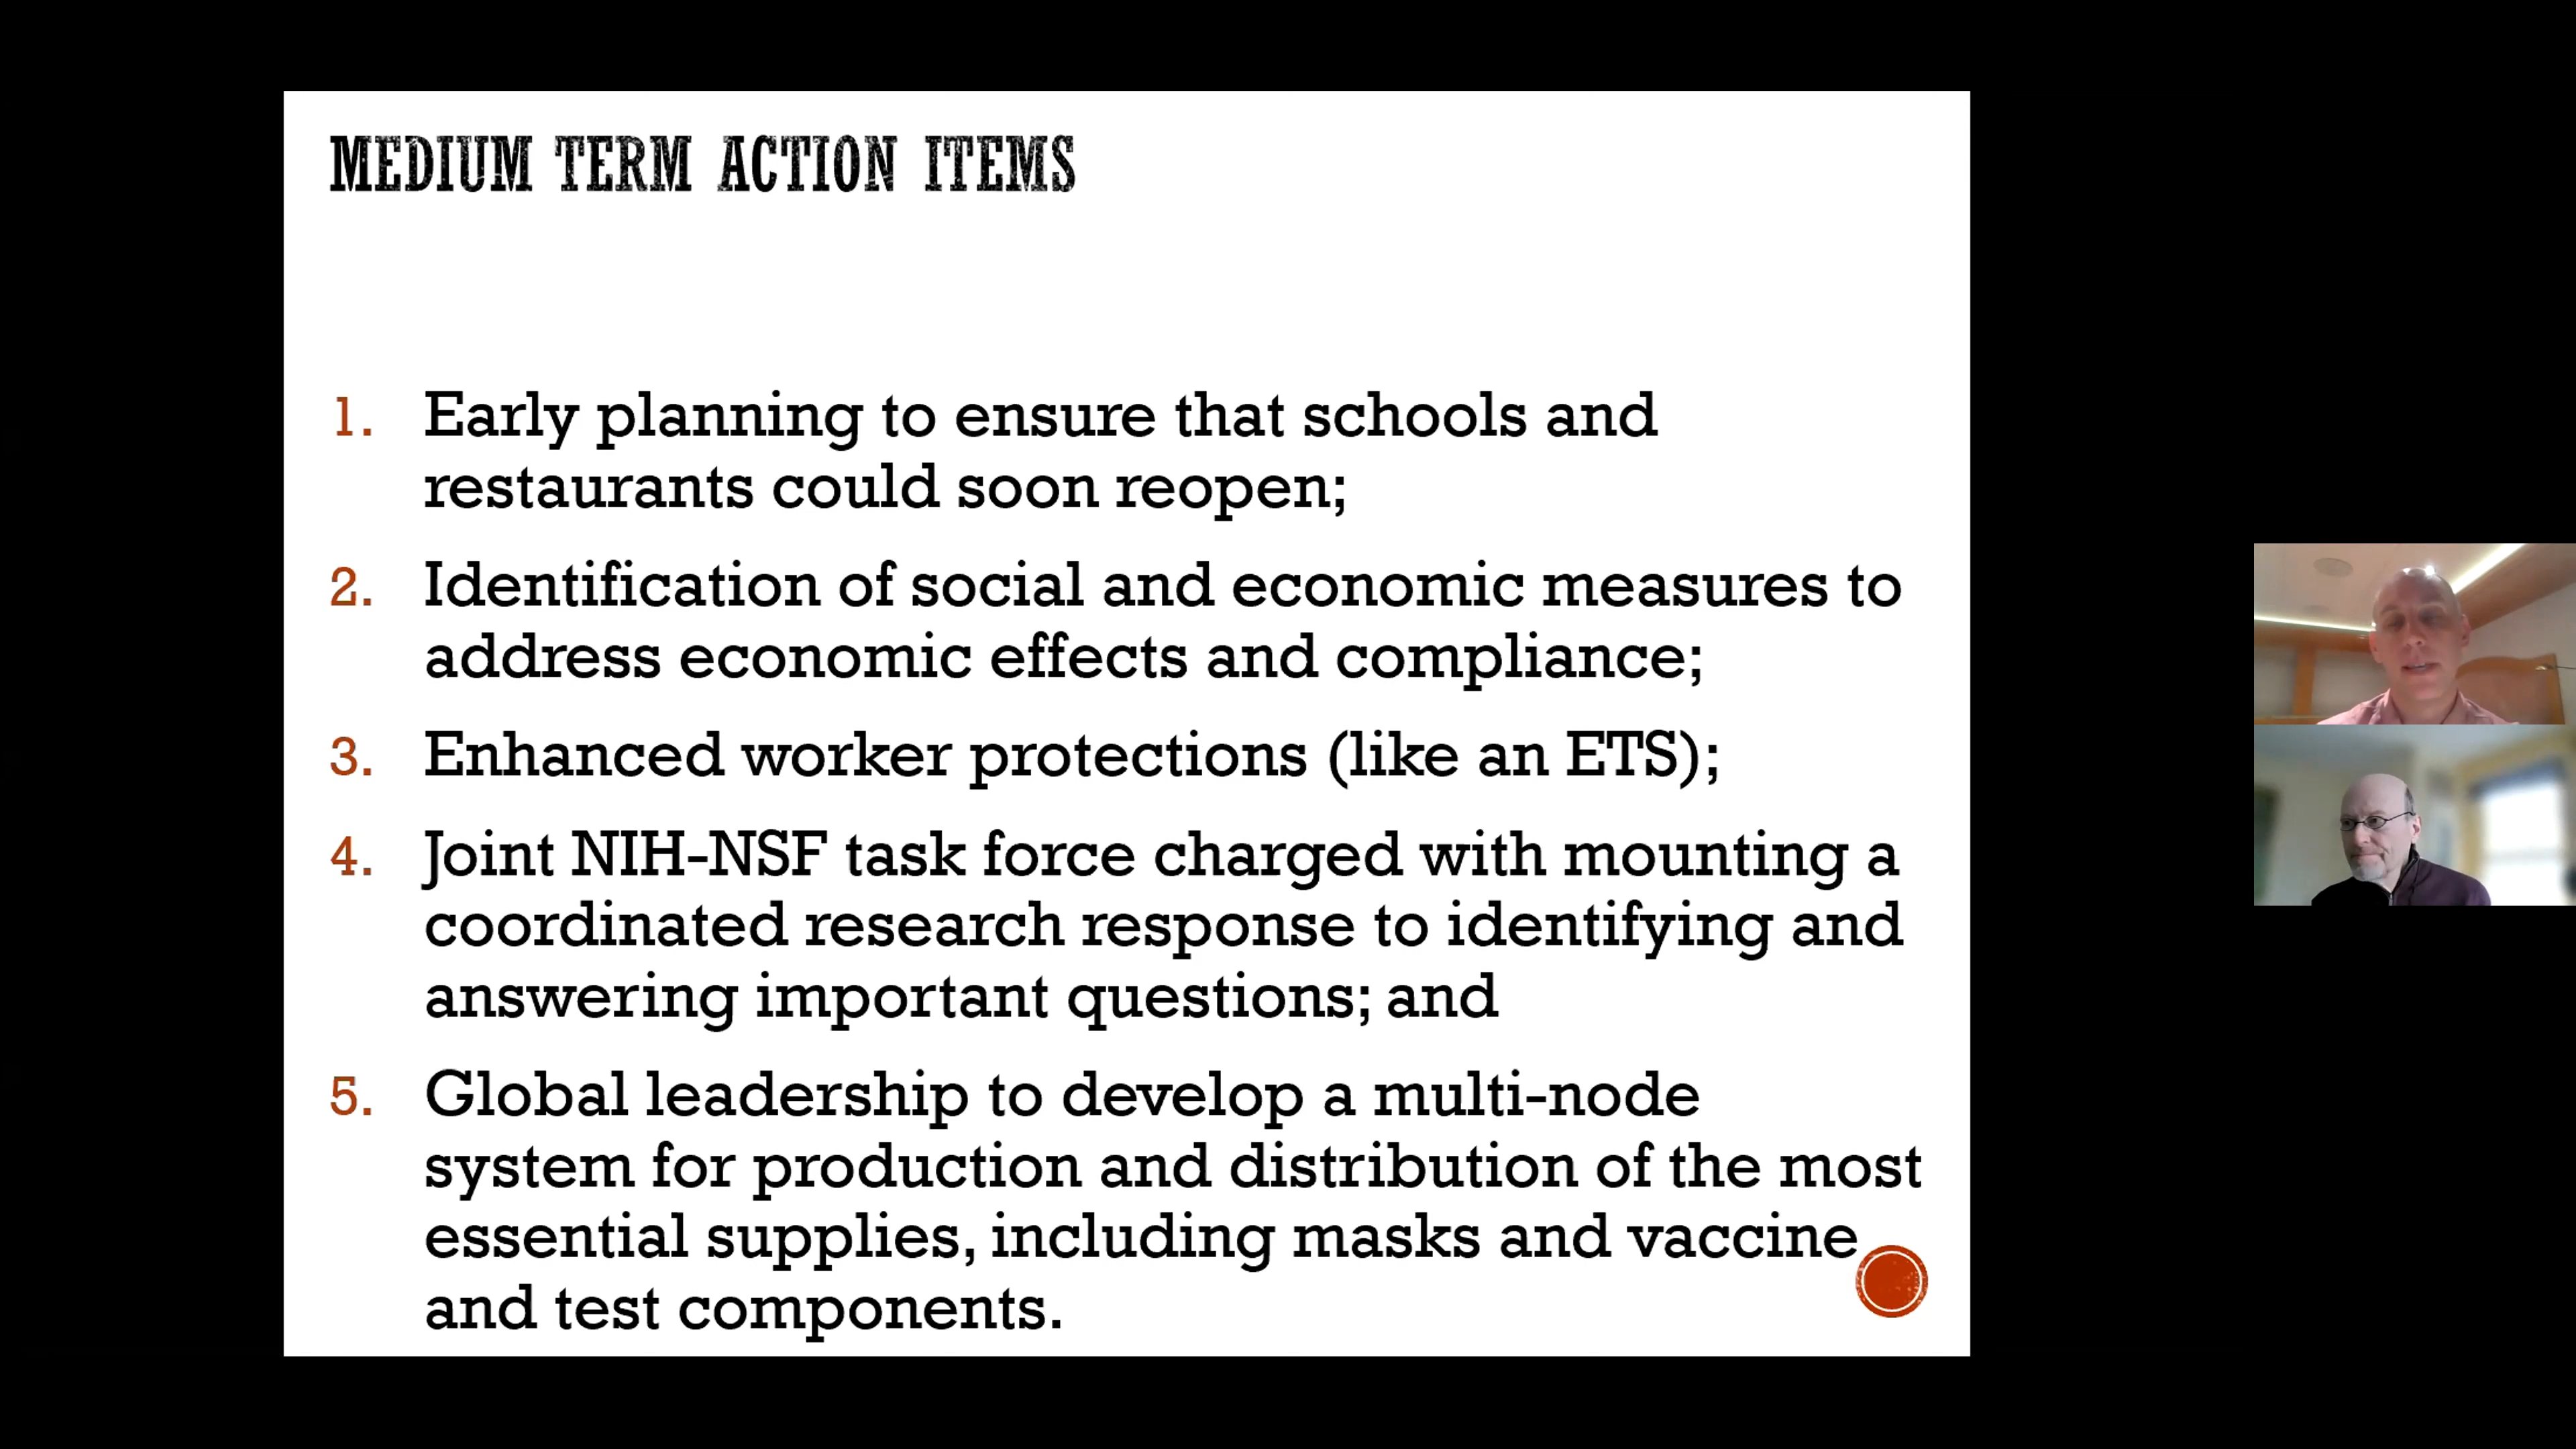 MEDIUM TERM ACTION ITEMS
1. Early planning to ensure that schools and
restaurants could soon reopen;
2. Identification of social and economic measures to
address economic effects and compliance;
3. Enhanced worker protections (like an ETS);
4. Joint NIH-NSF task force charged with mounting a
coordinated research response to identifying and
answering important questions; and
5. Global leadership to develop a multi-node
system for production and distribution of the most
essential supplies, including masks and vaccine
and test components.